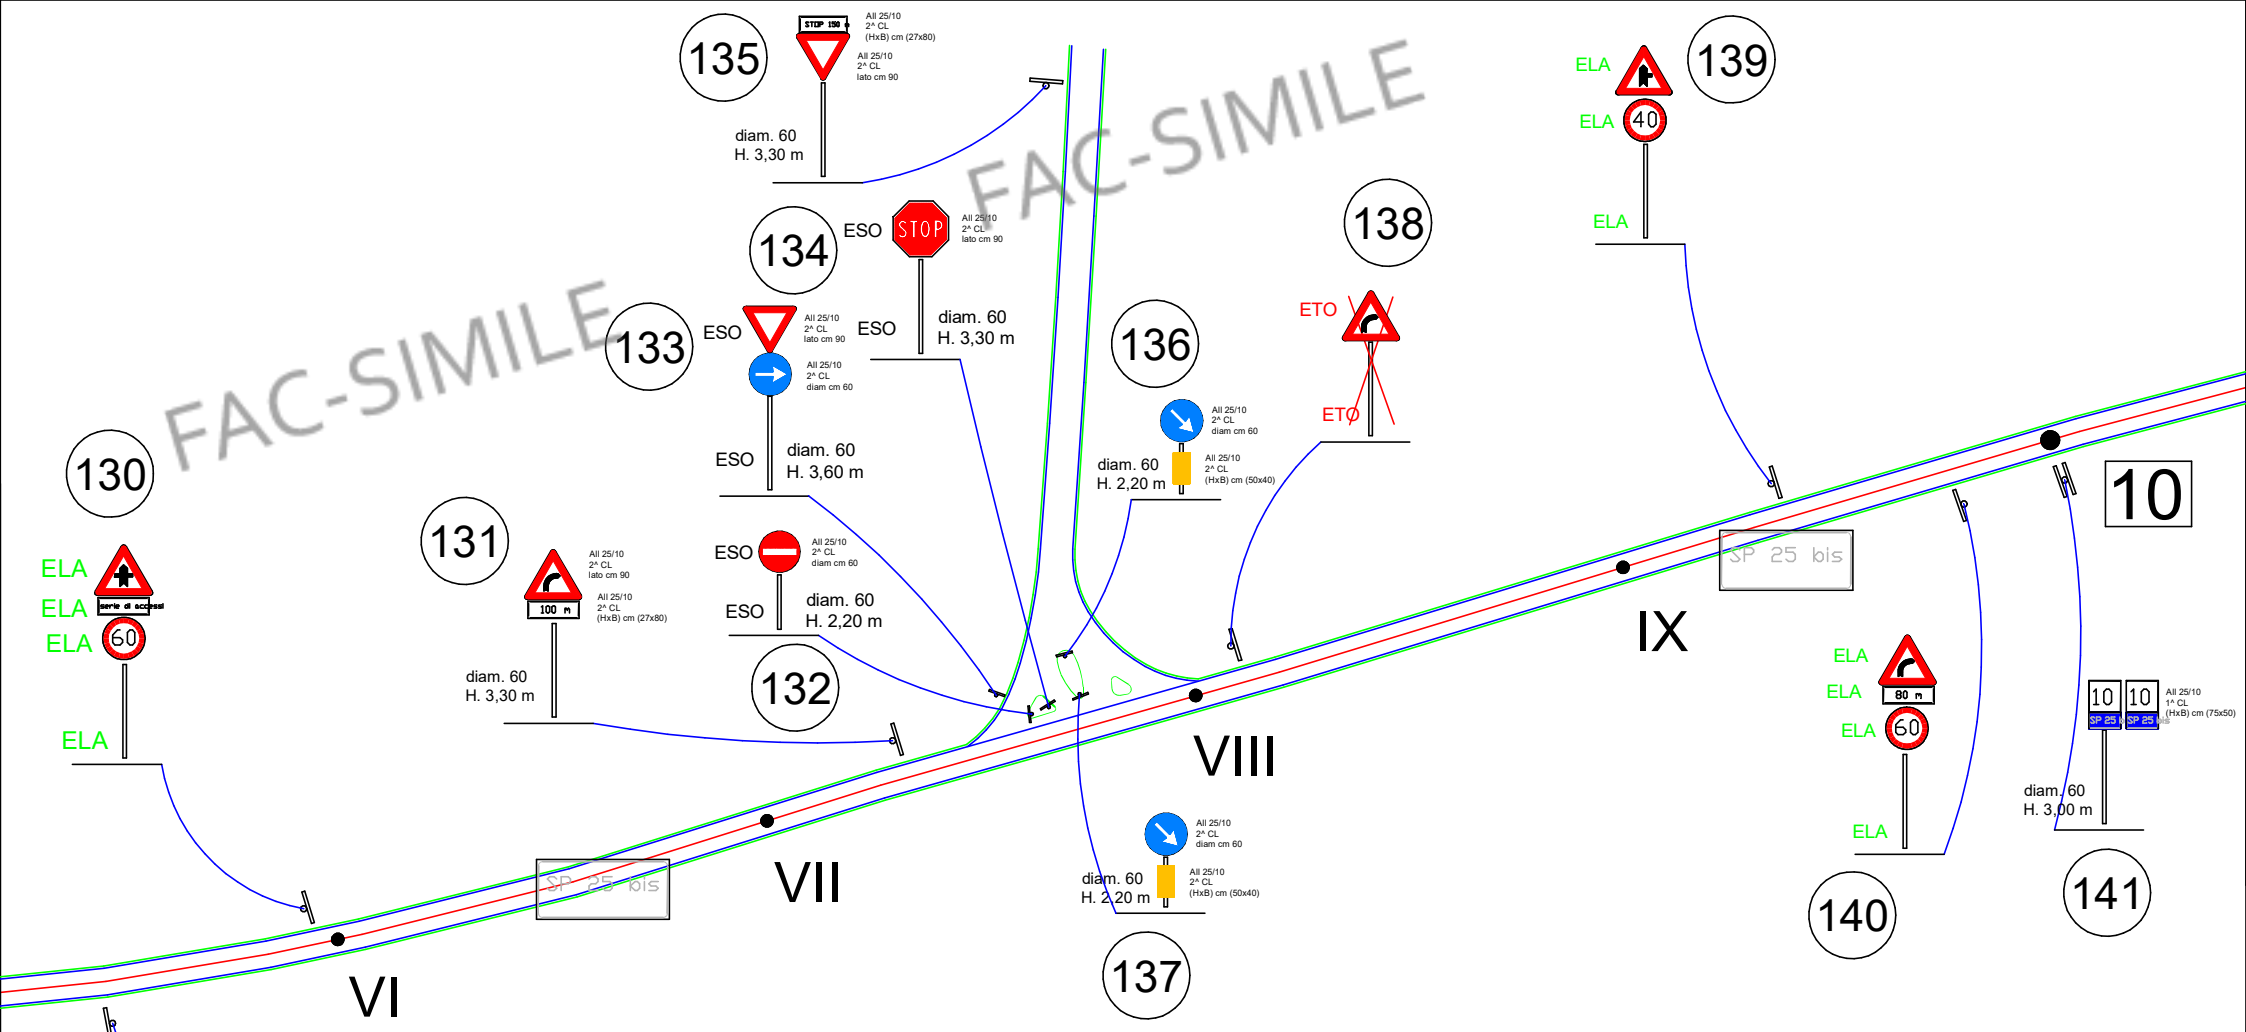 135
STOP 150 m
All 25/10
2^ CL
(HxB) cm (27x80)
All 25/10
2^ CL
lato cm 90
diam. 60
H. 3,30 m
FAC-SIMILE
139
ELA
ELA
40
ELA
134
ESO
STOP
All 25/10
2^ CL
lato cm 90
ESO
diam. 60
H. 3,30 m
138
ETO
ETO
FAC-SIMILE
133
ESO
All 25/10
2^ CL
lato cm 90
All 25/10
2^ CL
diam cm 60
ESO
diam. 60
H. 3,60 m
136
All 25/10
2^ CL
diam cm 60
All 25/10
2^ CL
(HxB) cm (50x40)
diam. 60
H. 2,20 m
130
ELA
ELA
serie di accessi
ELA
60
ELA
131
All 25/10
2^ CL
lato cm 90
100 m
All 25/10
2^ CL
(HxB) cm (27x80)
diam. 60
H. 3,30 m
ESO
All 25/10
2^ CL
diam cm 60
ESO
diam. 60
H. 2,20 m
132
10
SP 25 bis
IX
VIII
ELA
ELA
80 m
ELA
60
ELA
140
10
10
SP 25
SP 25 bis
All 25/10
1^ CL
(HxB) cm (75x50)
diam. 60
H. 3,00 m
141
SP 25 bis
VII
VI
All 25/10
2^ CL
diam cm 60
All 25/10
2^ CL
(HxB) cm (50x40)
diam. 60
H. 2,20 m
137